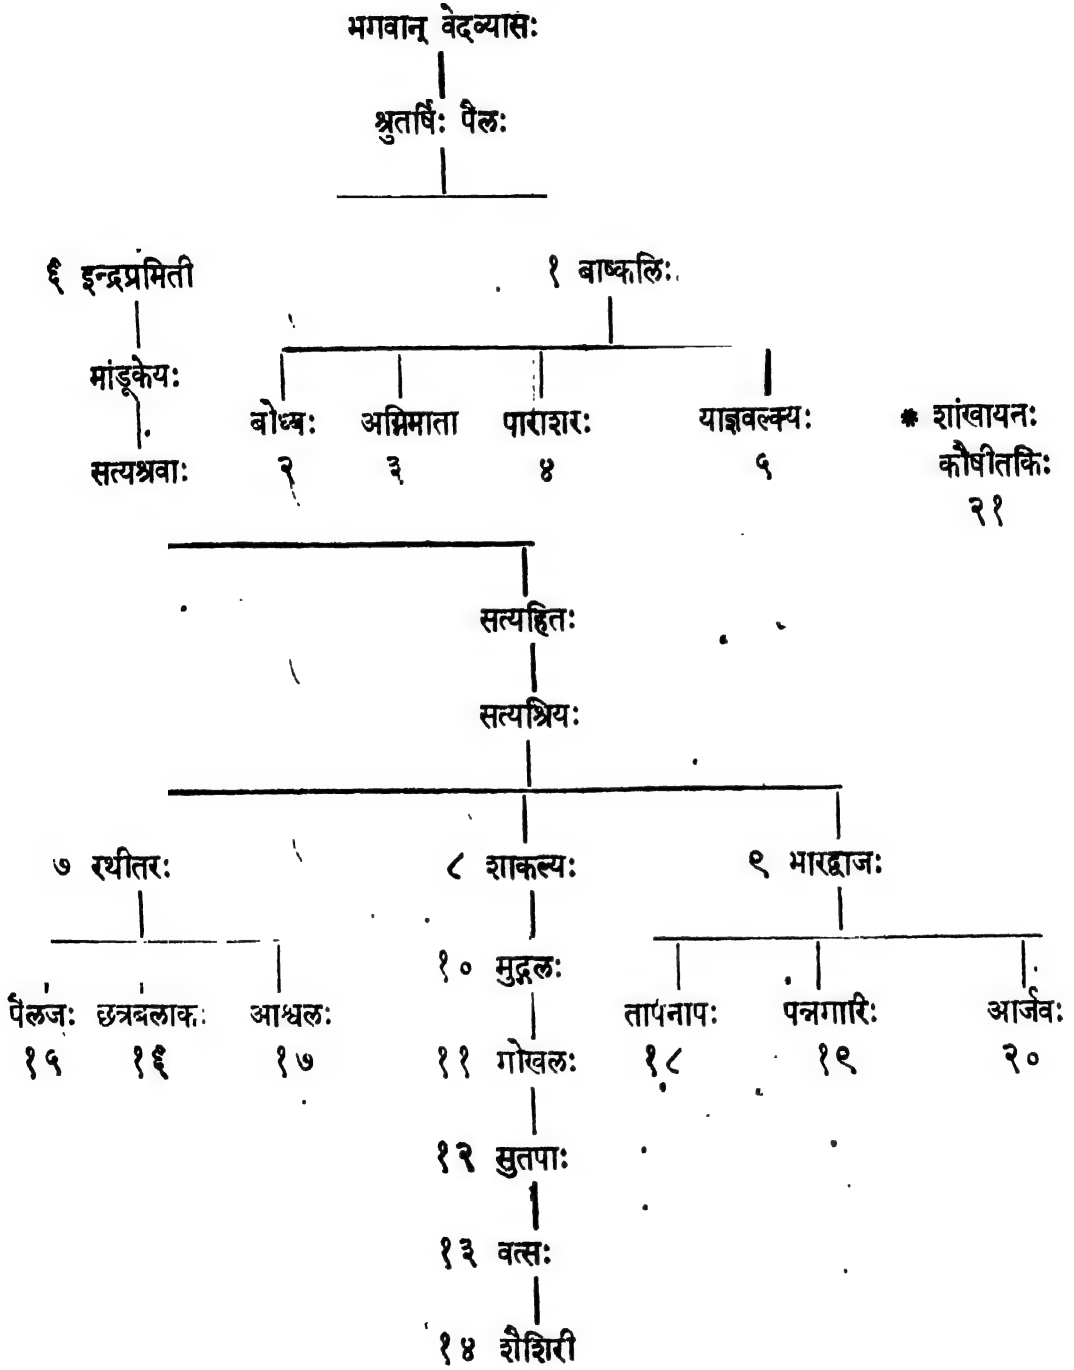 भगवान् वेदव्यासः
श्रुतर्षिः पैलः
६ इन्द्रप्रमिती
१ बाष्कलिः
मांडूकेयः
बोध्यः अग्निमाता पाराशरः याज्ञवल्क्यः * शांखायनः
सत्यश्रवाः २ ३ ४ ५ कौषीतकिः
२१
सत्यहितः
सत्यश्रियः
७ रथीतरः ८ शाकल्यः ९ भारद्वाजः
१० मुद्गलः
पैलजः छत्रबलाकः आश्वलः तापनापः पन्नगारिः आर्जवः
१५ १६ १७ ११ गोखलः १८ १९ २०
१२ सुतपाः
१३ वत्सः
१४ शैशिरी